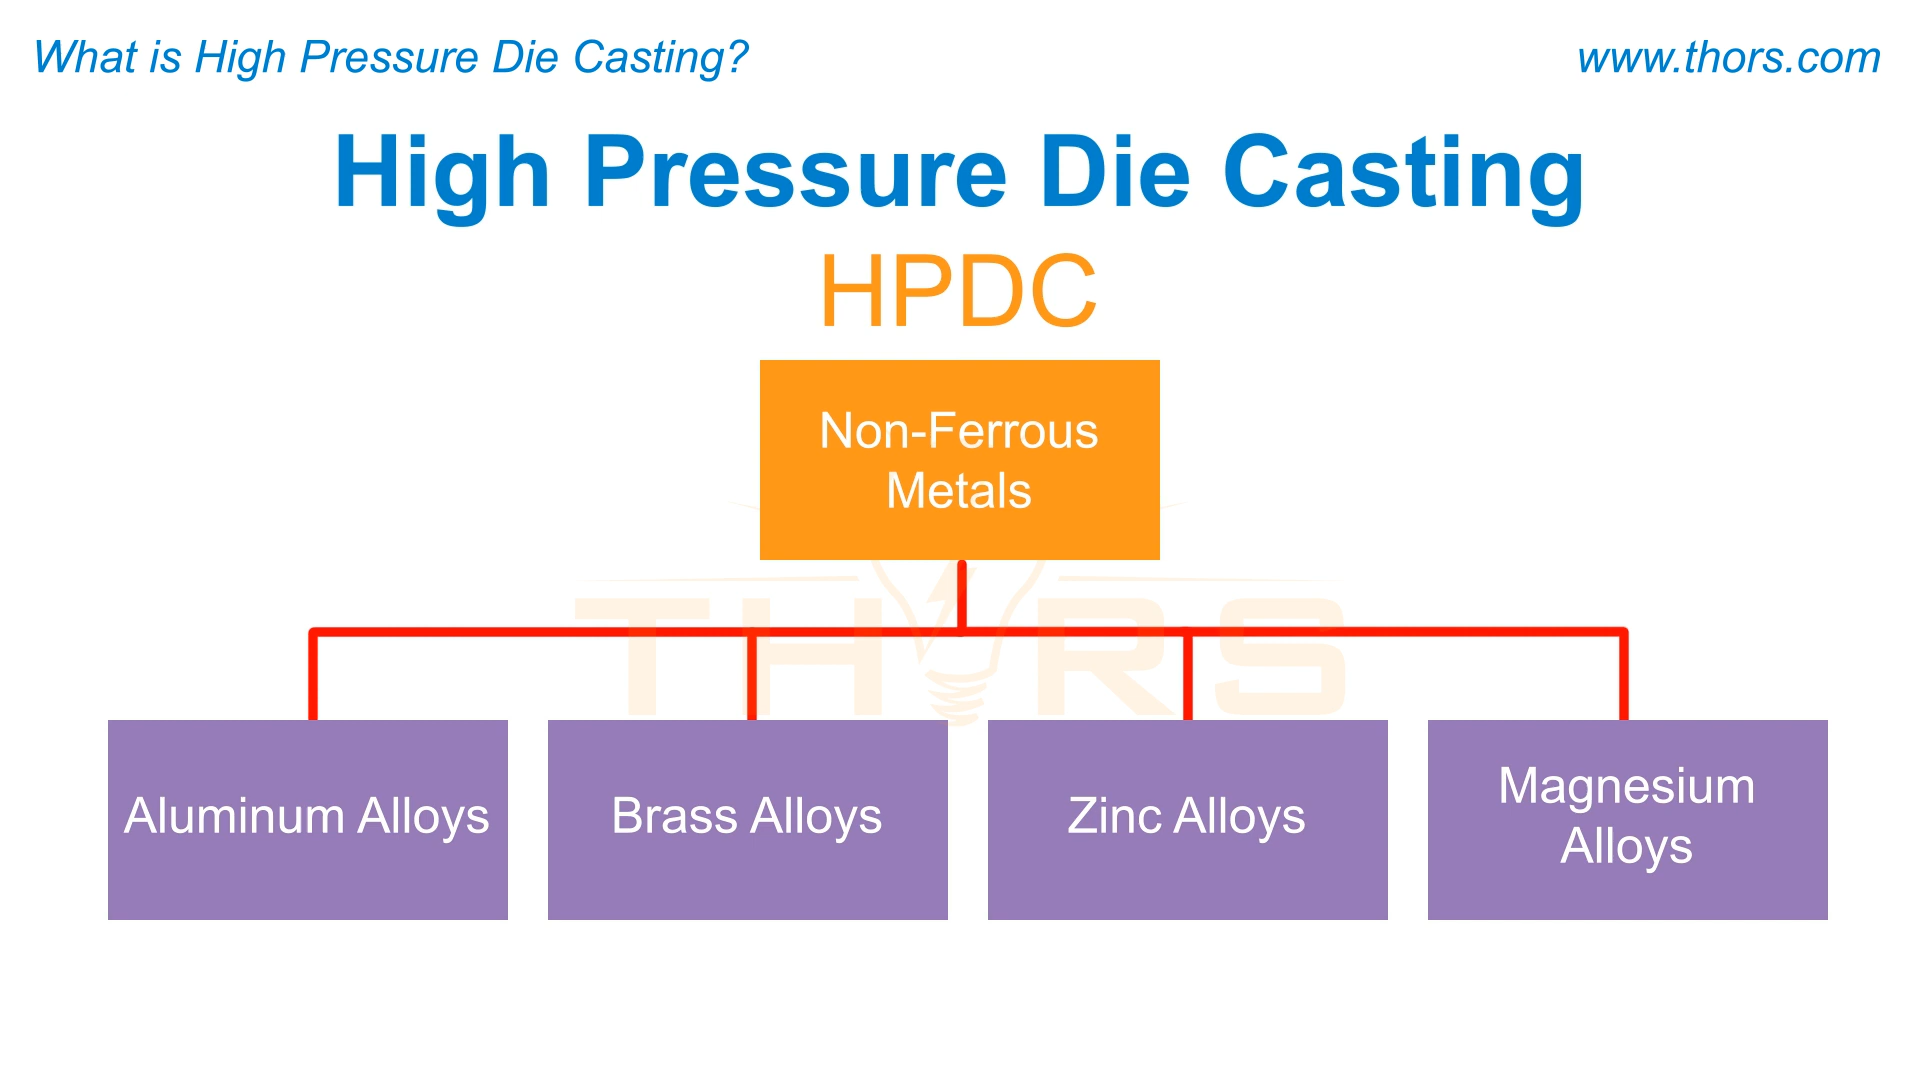 What is High Pressure Die Casting?
www.thors.com
High Pressure Die Casting
HPDC
Non-Ferrous
Metals
THORS
Aluminum Alloys
Brass Alloys
Zinc Alloys
Magnesium
Alloys